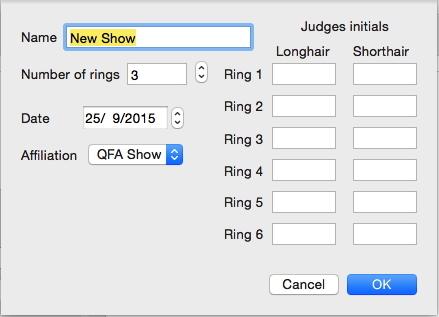 Judges initials
Name New Show
Longhair Shorthair
Number of rings 3
Ring 1
Ring 2
Date 25/ 9/2015
Ring 3
Affiliation QFA Show
Ring 4
Ring 5
Ring 6
Cancel OK